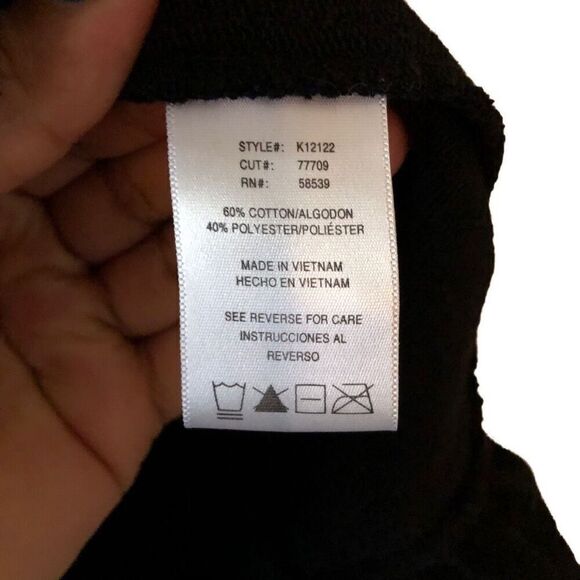 STYLE#: K12122
CUT#: 77709
RN#: 58539
60% COTTON/ALGODON
40% POLYESTER/POLIÉSTER
MADE IN VIETNAM
HECHO EN VIETNAM
SEE REVERSE FOR CARE
INSTRUCCIONES AL
REVERSO